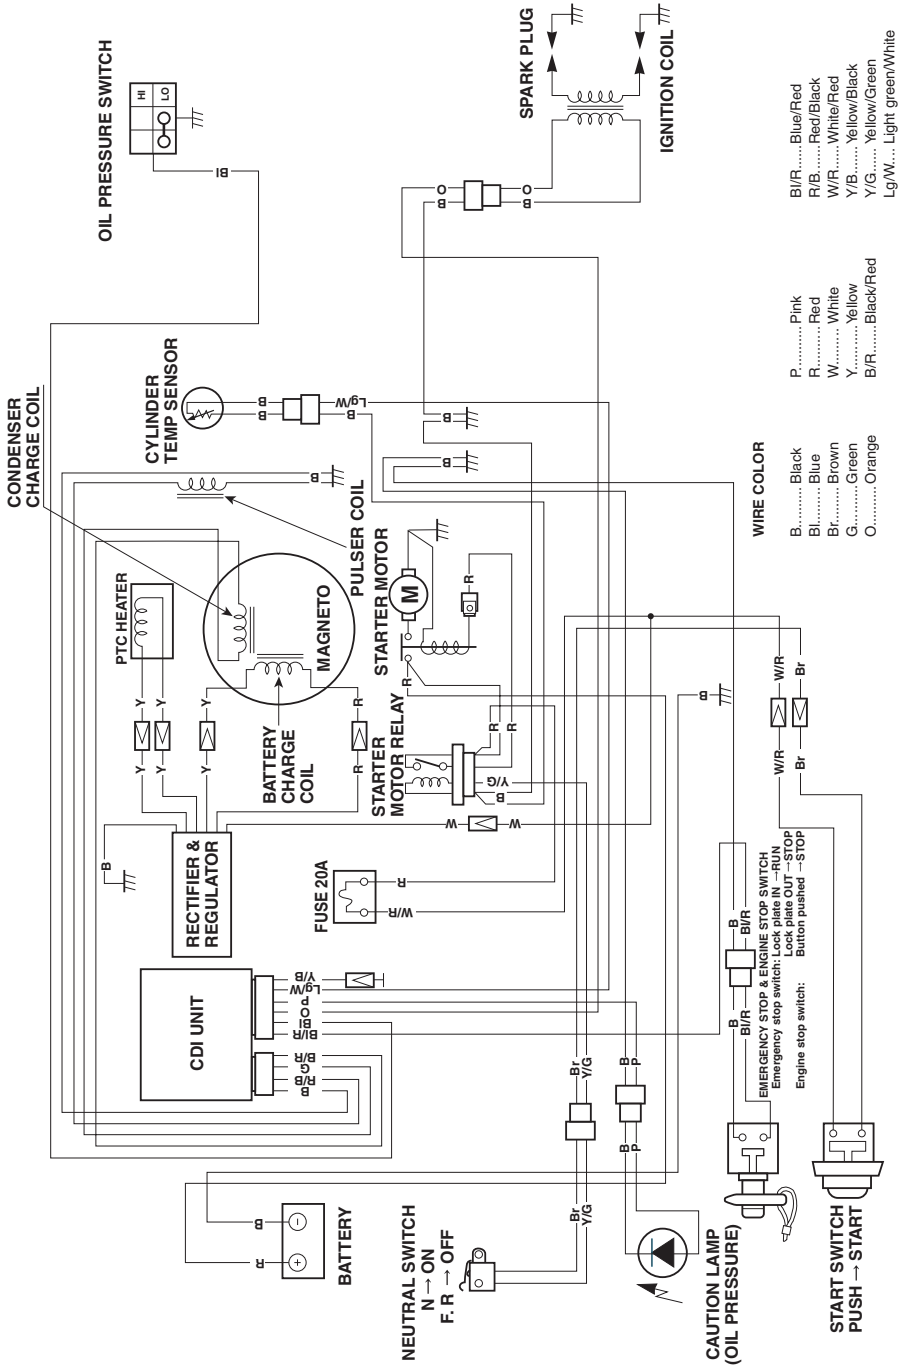 OIL PRESSURE SWITCH
HI
LO
Bl
SPARK PLUG
IGNITION COIL
O
B
O
B
CONDENSER
CHARGE COIL
CYLINDER
TEMP SENSOR
B
B
Lg/W
B
B
B
B
PULSER COIL
PTC HEATER
MAGNETO
STARTER MOTOR
M
R
R
Y
Y
Y
R
Y
Y
Y
R
BATTERY
CHARGE
COIL
STARTER
MOTOR RELAY
R
R
Y/G
B
W
W
B
RECTIFIER &
REGULATOR
FUSE 20A
R
W/R
B
W/R
Br
W/R
Br
CDI UNIT
Y/B
Lg/W
P
O
Bl
Bl/R
B/R
G
R/B
B
Br
Y/G
Br
Y/G
B
P
B
P
B
Bl/R
B
Bl/R
EMERGENCY STOP & ENGINE STOP SWITCH
Emergency stop switch: Lock plate IN →RUN
Lock plate OUT →STOP
Engine stop switch: Button pushed →STOP
B
R
−
+
BATTERY
NEUTRAL SWITCH
N → ON
F. R → OFF
CAUTION LAMP
(OIL PRESSURE)
START SWITCH
PUSH → START
WIRE COLOR
B.......... Black
Bl......... Blue
Br......... Brown
G.......... Green
O.......... Orange
P........... Pink
R.......... Red
W......... White
Y.......... Yellow
B/R...... Black/Red
Bl/R..... Blue/Red
R/B...... Red/Black
W/R..... White/Red
Y/B...... Yellow/Black
Y/G...... Yellow/Green
Lg/W.... Light green/White